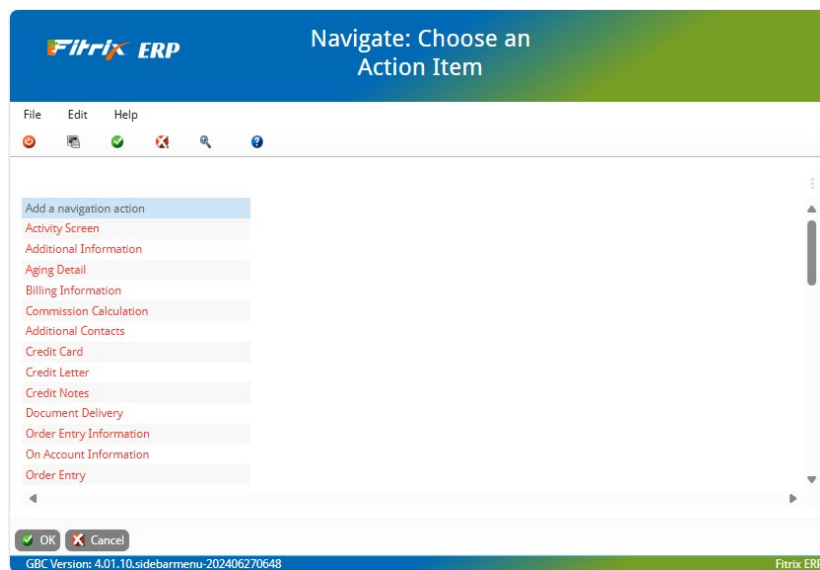 Fitrix ERP
Navigate: Choose an
Action Item
File Edit Help
Add a navigation action
Activity Screen
Additional Information
Aging Detail
Billing Information
Commission Calculation
Additional Contacts
Credit Card
Credit Letter
Credit Notes
Document Delivery
Order Entry Information
On Account Information
Order Entry
OK Cancel
GBC Version: 4.01.10.sidebarmenu-202406270648 Fitrix ERP